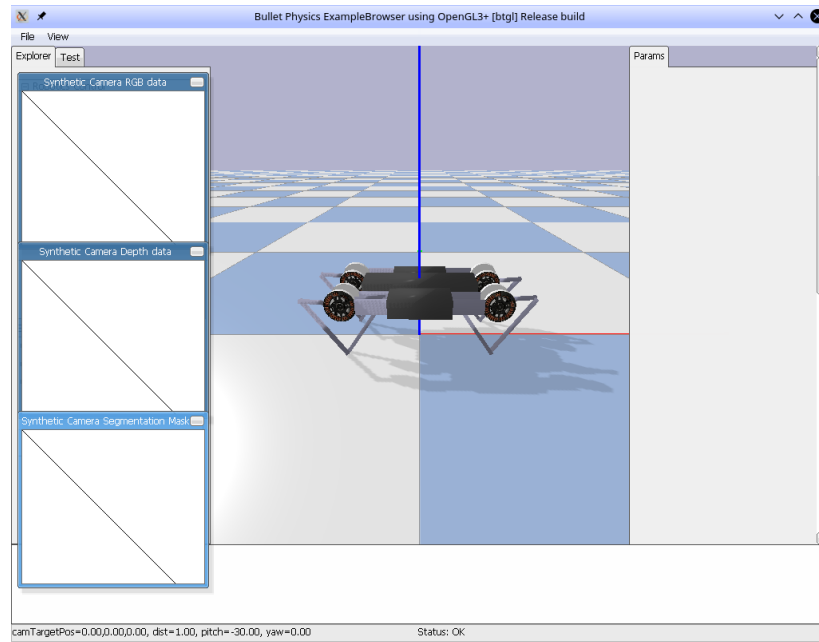 Bullet Physics ExampleBrowser using OpenGL3+ [btgl] Release build
File View
Explorer Test
Params
Synthetic Camera RGB data
Synthetic Camera Depth data
Synthetic Camera Segmentation Mask
camTargetPos=0.00,0.00,0.00, dist=1.00, pitch=-30.00, yaw=0.00
Status: OK